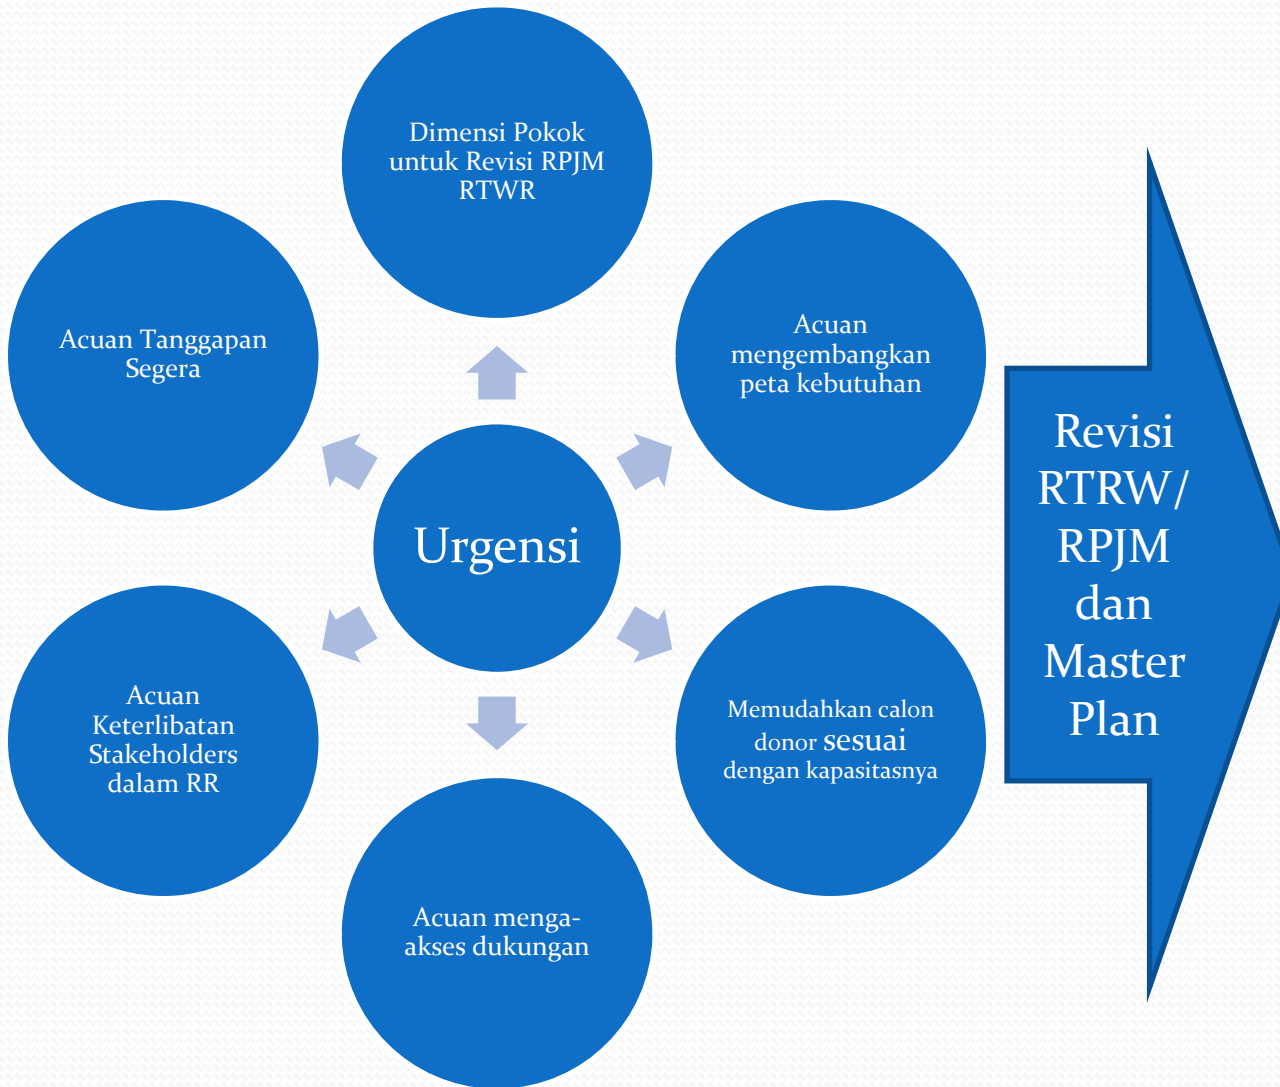 Dimensi Pokok
untuk Revisi RPJM
RTWR
Acuan
mengembangkan
peta kebutuhan
Memudahkan calon
donor sesuai
dengan kapasitasnya
Acuan menga-
akses dukungan
Acuan
Keterlibatan
Stakeholders
dalam RR
Acuan Tanggapan
Segera
Urgensi
Revisi
RTRW/
RPJM
dan
Master
Plan